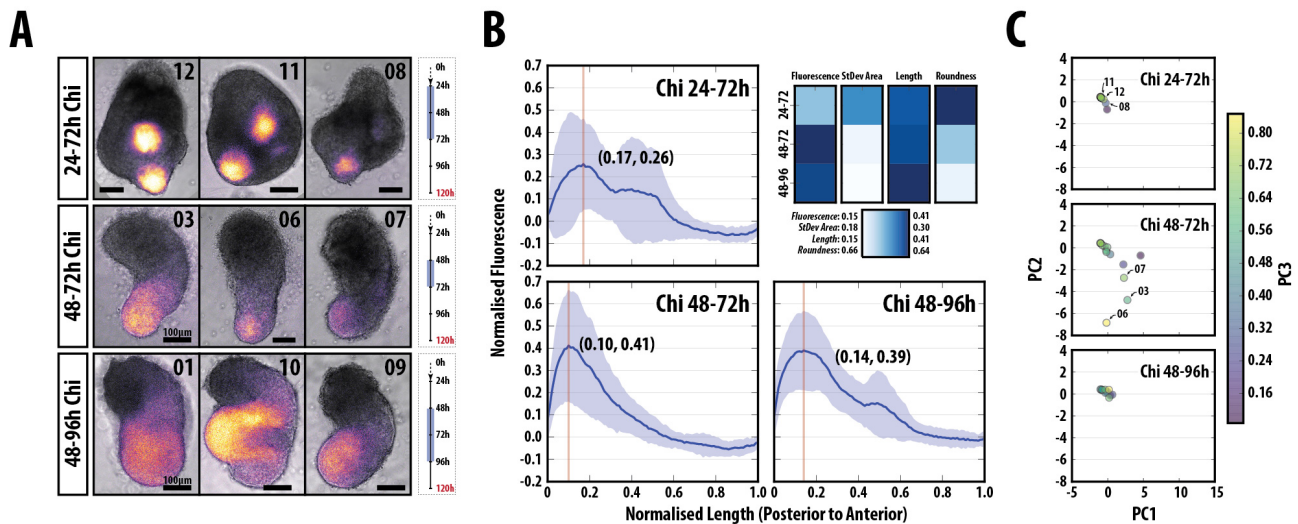 A
24-72h Chi
12
11
08
0h
24h
48h
72h
96h
120h
48-72h Chi
03
06
07
100µm
0h
24h
48h
72h
96h
120h
48-96h Chi
01
10
09
100µm
0h
24h
48h
72h
96h
120h
B
Normalised Fluorescence
0.7
0.6
0.5
0.4
0.3
0.2
0.1
0.0
-0.1
-0.2
Chi 24-72h
(0.17, 0.26)
Fluorescence StDev Area Length Roundness
24-72
48-72
48-96
Fluorescence: 0.15 0.41
StDev Area: 0.18 0.30
Length: 0.15 0.41
Roundness: 0.66 0.64
0.7
0.6
0.5
0.4
0.3
0.2
0.1
0.0
-0.1
-0.2
Chi 48-72h
(0.10, 0.41)
0.0 0.2 0.4 0.6 0.8 1.0
Chi 48-96h
(0.14, 0.39)
0.0 0.2 0.4 0.6 0.8 1.0
Normalised Length (Posterior to Anterior)
C
PC2
4
2
0
-2
-4
-6
-8
Chi 24-72h
11
12
08
4
2
0
-2
-4
-6
-8
Chi 48-72h
07
03
06
4
2
0
-2
-4
-6
-8
Chi 48-96h
-5 0 5 10 15
PC1
0.80
0.72
0.64
0.56
0.48
0.40
0.32
0.24
0.16
PC3